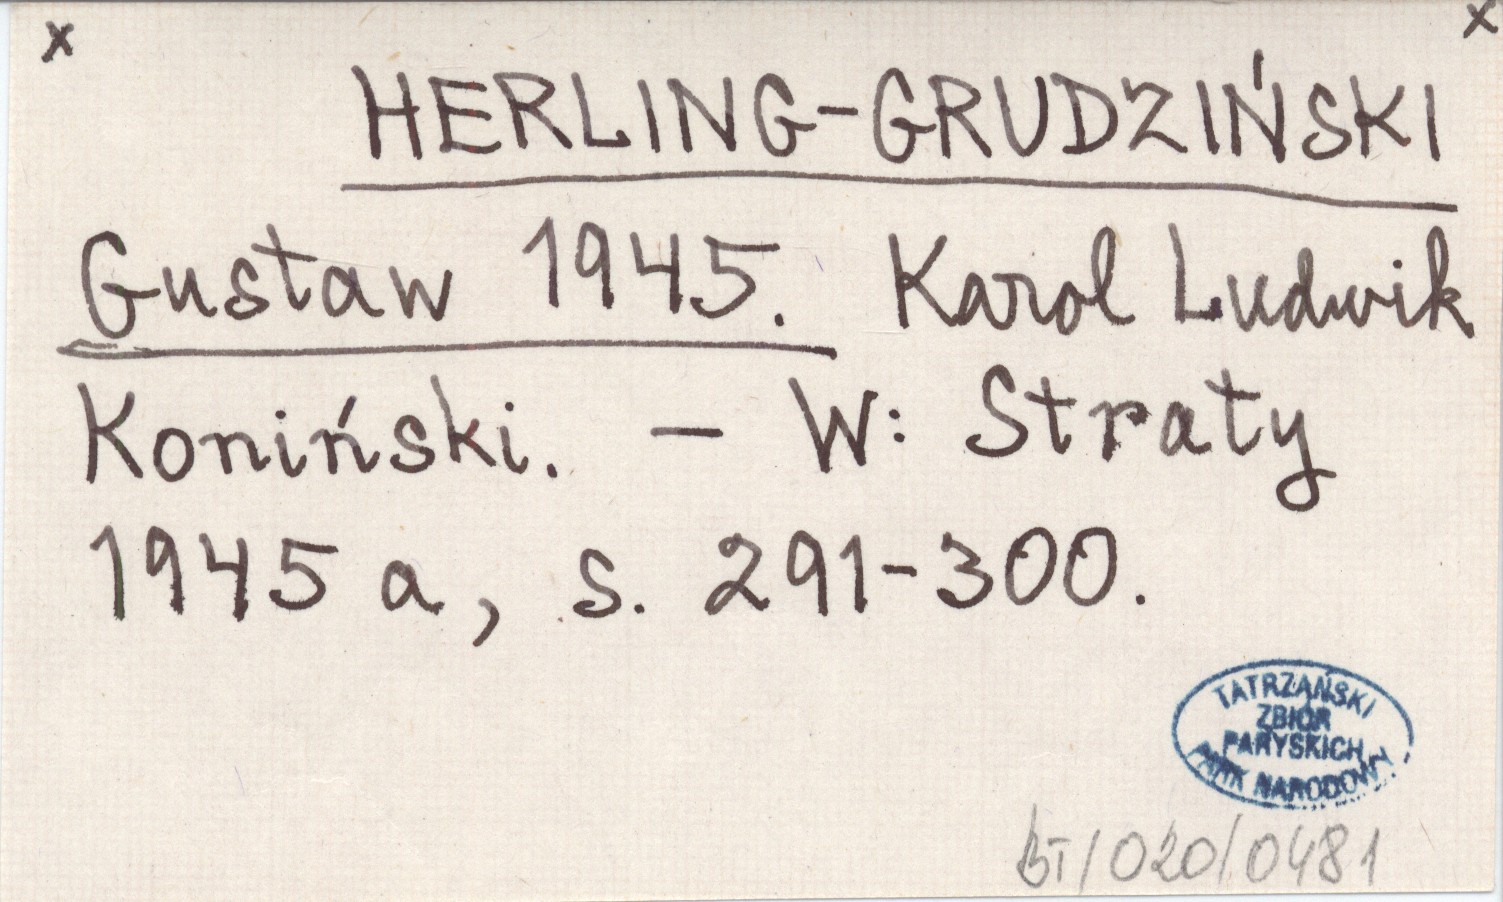 x x
HERLING-GRUDZIŃSKI
Gustaw 1945. Karol Ludwik
Koniński. – W: Straty
1945 a, s. 291-300.
TATRZAŃSKI
ZBIÓR
PARYSKICH
PARK NARODOWY
BT/020/0481